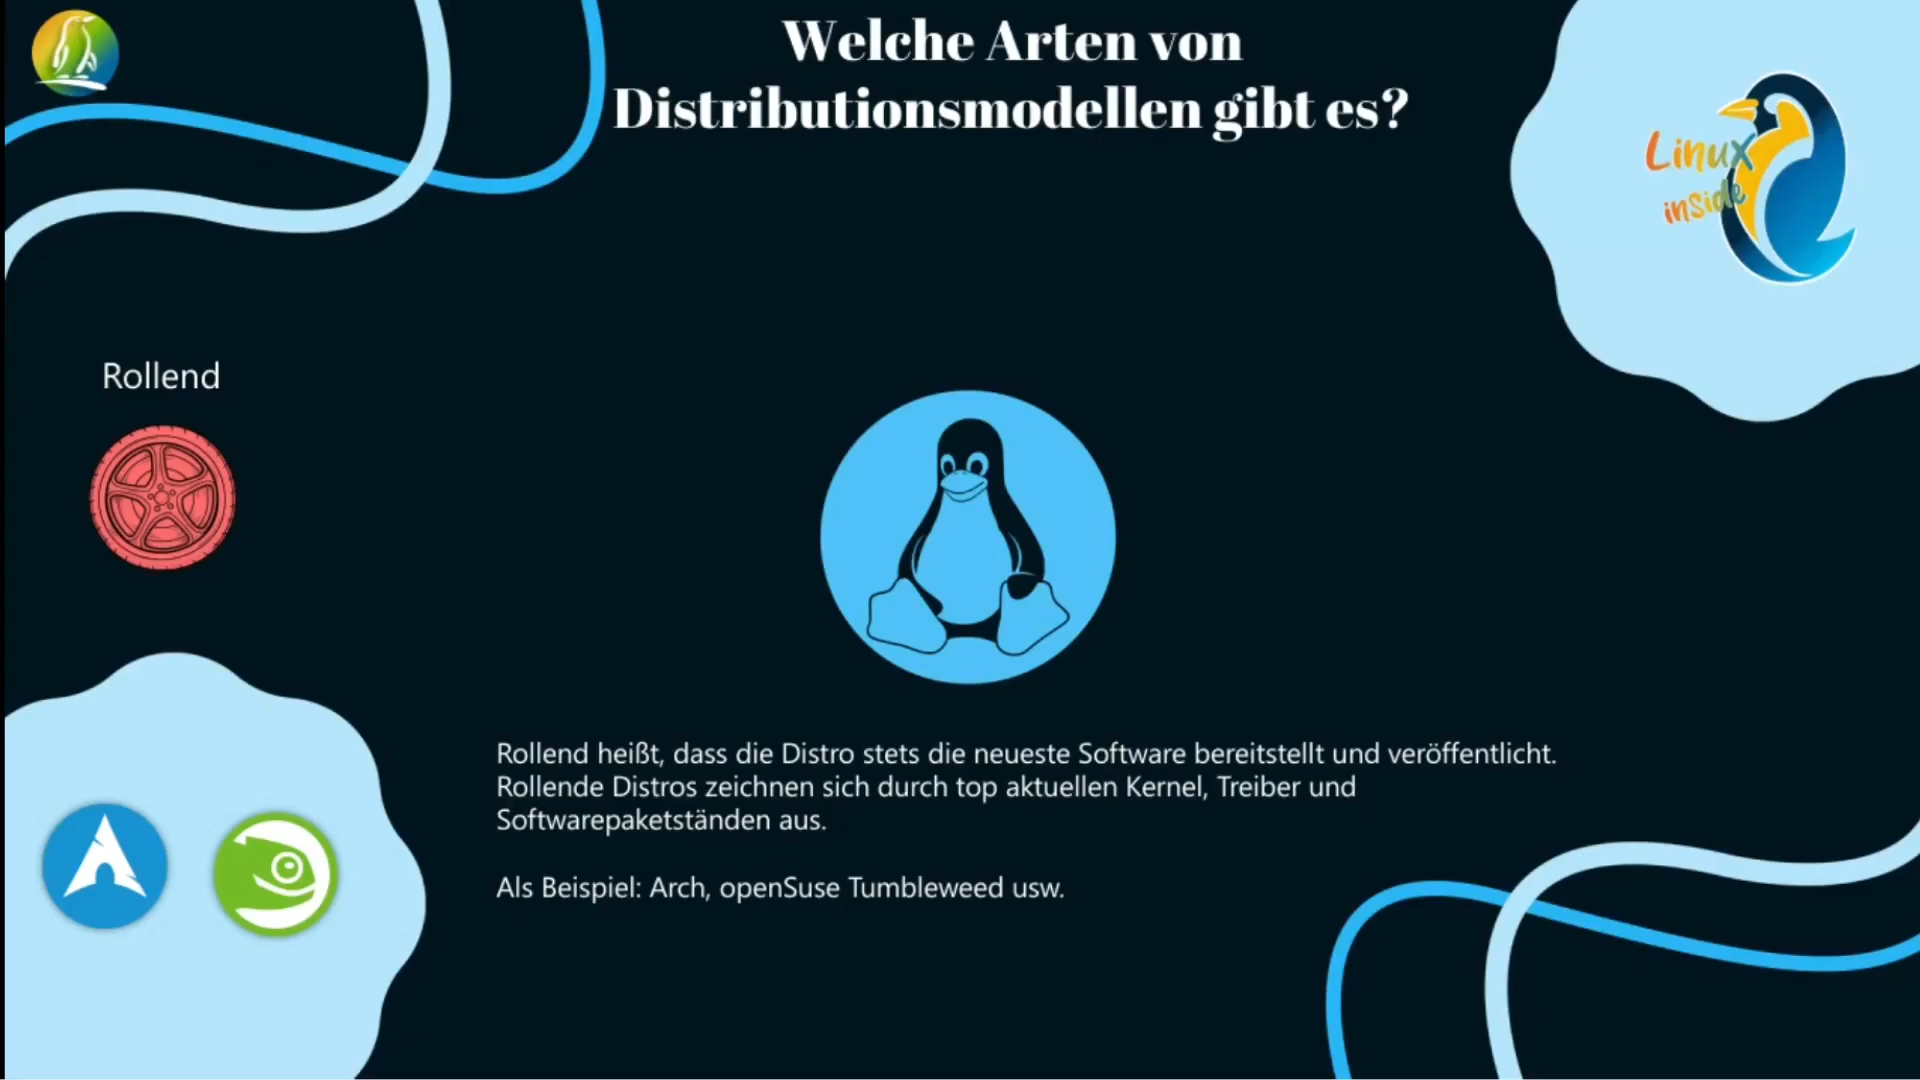 Welche Arten von
Distributionsmodellen gibt es?
Linux
inside
Rollend
Rollend heißt, dass die Distro stets die neueste Software bereitstellt und veröffentlicht.
Rollende Distros zeichnen sich durch top aktuellen Kernel, Treiber und
Softwarepaketständen aus.
Als Beispiel: Arch, openSuse Tumbleweed usw.